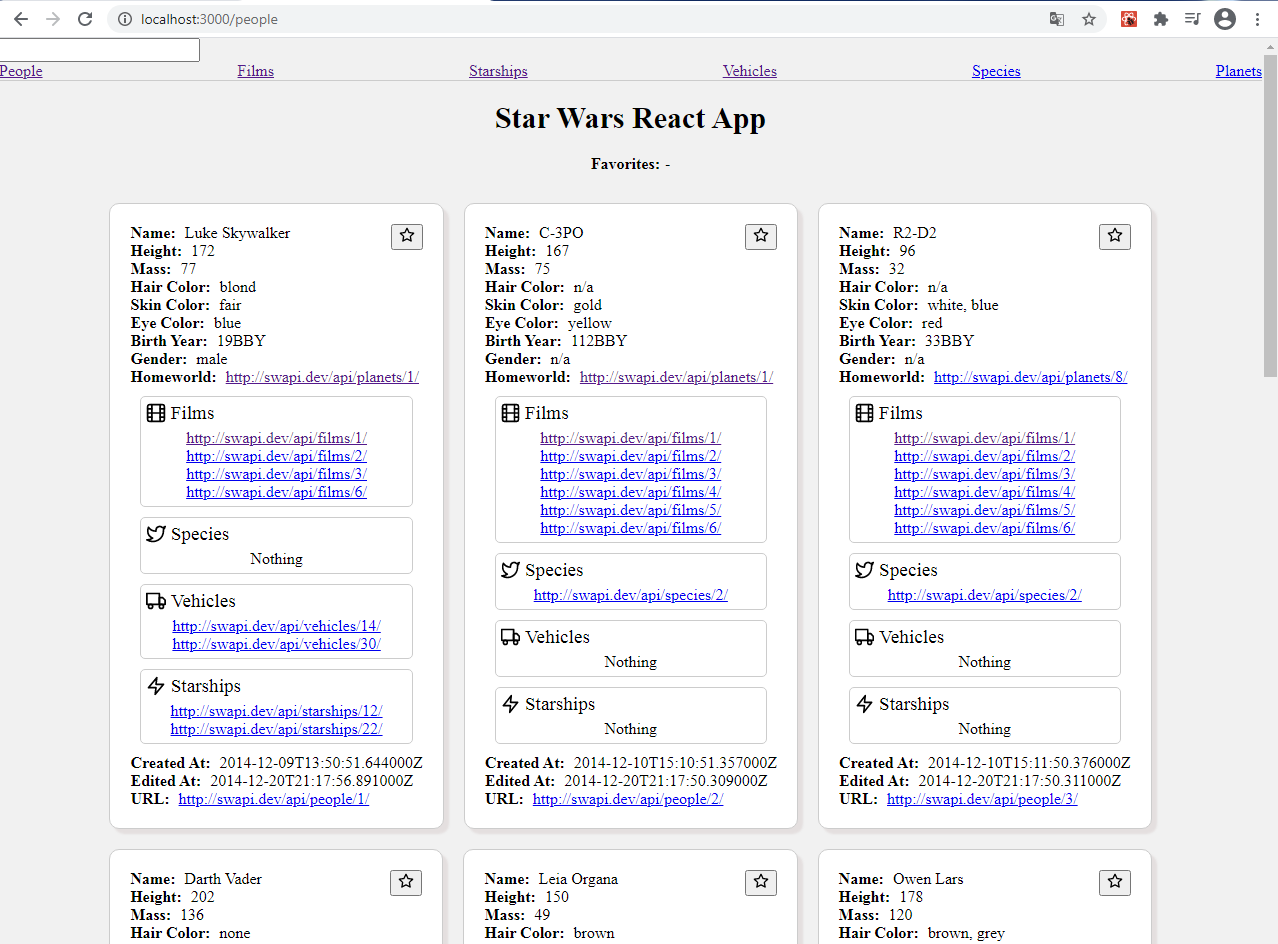 localhost:3000/people
People Films Starships Vehicles Species Planets
Star Wars React App
Favorites: -
Name: Luke Skywalker
Height: 172
Mass: 77
Hair Color: blond
Skin Color: fair
Eye Color: blue
Birth Year: 19BBY
Gender: male
Homeworld: http://swapi.dev/api/planets/1/
Films
http://swapi.dev/api/films/1/
http://swapi.dev/api/films/2/
http://swapi.dev/api/films/3/
http://swapi.dev/api/films/6/
Species
Nothing
Vehicles
http://swapi.dev/api/vehicles/14/
http://swapi.dev/api/vehicles/30/
Starships
http://swapi.dev/api/starships/12/
http://swapi.dev/api/starships/22/
Created At: 2014-12-09T13:50:51.644000Z
Edited At: 2014-12-20T21:17:56.891000Z
URL: http://swapi.dev/api/people/1/
Name: C-3PO
Height: 167
Mass: 75
Hair Color: n/a
Skin Color: gold
Eye Color: yellow
Birth Year: 112BBY
Gender: n/a
Homeworld: http://swapi.dev/api/planets/1/
Films
http://swapi.dev/api/films/1/
http://swapi.dev/api/films/2/
http://swapi.dev/api/films/3/
http://swapi.dev/api/films/4/
http://swapi.dev/api/films/5/
http://swapi.dev/api/films/6/
Species
http://swapi.dev/api/species/2/
Vehicles
Nothing
Starships
Nothing
Created At: 2014-12-10T15:10:51.357000Z
Edited At: 2014-12-20T21:17:50.309000Z
URL: http://swapi.dev/api/people/2/
Name: R2-D2
Height: 96
Mass: 32
Hair Color: n/a
Skin Color: white, blue
Eye Color: red
Birth Year: 33BBY
Gender: n/a
Homeworld: http://swapi.dev/api/planets/8/
Films
http://swapi.dev/api/films/1/
http://swapi.dev/api/films/2/
http://swapi.dev/api/films/3/
http://swapi.dev/api/films/4/
http://swapi.dev/api/films/5/
http://swapi.dev/api/films/6/
Species
http://swapi.dev/api/species/2/
Vehicles
Nothing
Starships
Nothing
Created At: 2014-12-10T15:11:50.376000Z
Edited At: 2014-12-20T21:17:50.311000Z
URL: http://swapi.dev/api/people/3/
Name: Darth Vader
Height: 202
Mass: 136
Hair Color: none
Name: Leia Organa
Height: 150
Mass: 49
Hair Color: brown
Name: Owen Lars
Height: 178
Mass: 120
Hair Color: brown, grey